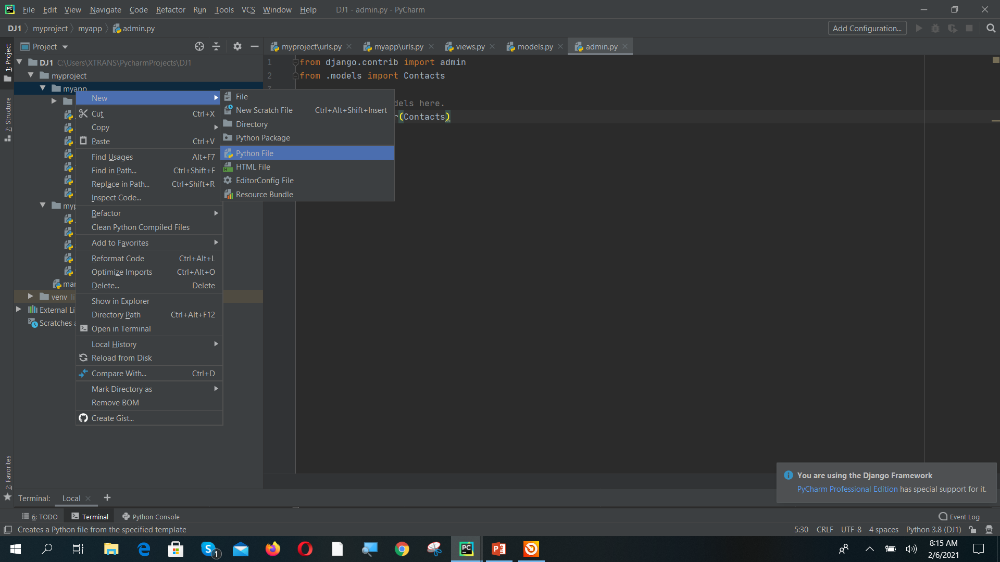 File Edit View Navigate Code Refactor Run Tools VCS Window Help DJ1 - admin.py - PyCharm
DJ1 myproject myapp admin.py Add Configuration...
Project
myproject\urls.py myapp\urls.py views.py models.py admin.py
1: Project
7: Structure
2: Favorites
DJ1 C:\Users\XTRANS\PycharmProjects\DJ1
myproject
myapp
venv
External Li
Scratches a
1 from django.contrib import admin
2 from .models import Contacts
dels here.
r(Contacts)
New
Cut Ctrl+X
Copy
Paste Ctrl+V
Find Usages Alt+F7
Find in Path... Ctrl+Shift+F
Replace in Path... Ctrl+Shift+R
Inspect Code...
Refactor
Clean Python Compiled Files
Add to Favorites
Reformat Code Ctrl+Alt+L
Optimize Imports Ctrl+Alt+O
Delete... Delete
Show in Explorer
Directory Path Ctrl+Alt+F12
Open in Terminal
Local History
Reload from Disk
Compare With... Ctrl+D
Mark Directory as
Remove BOM
Create Gist...
File
New Scratch File Ctrl+Alt+Shift+Insert
Directory
Python Package
Python File
HTML File
EditorConfig File
Resource Bundle
You are using the Django Framework
PyCharm Professional Edition has special support for it.
Terminal: Local
6: TODO Terminal Python Console Event Log
Creates a Python file from the specified template 5:30 CRLF UTF-8 4 spaces Python 3.8 (DJ1)
1
8:15 AM
2/6/2021